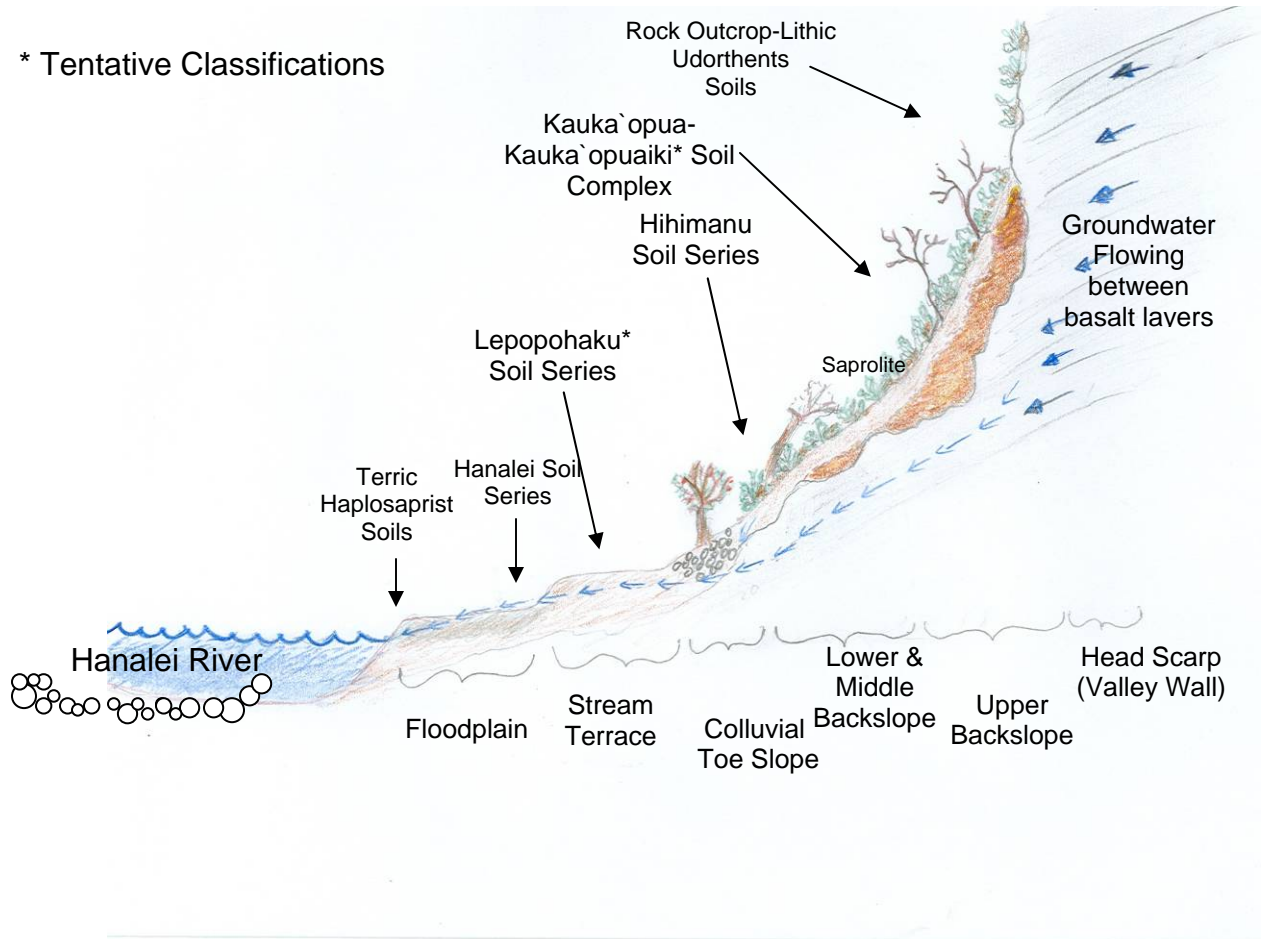 * Tentative Classifications
Rock Outcrop-Lithic
Udorthents
Soils
Kauka`opua-
Kauka`opuaiki* Soil
Complex
Hihimanu
Soil Series
Groundwater
Flowing
between
basalt layers
Lepopohaku*
Soil Series
Saprolite
Terric
Haplosaprist
Soils
Hanalei Soil
Series
Hanalei River
Floodplain
Stream
Terrace
Colluvial
Toe Slope
Lower &
Middle
Backslope
Upper
Backslope
Head Scarp
(Valley Wall)